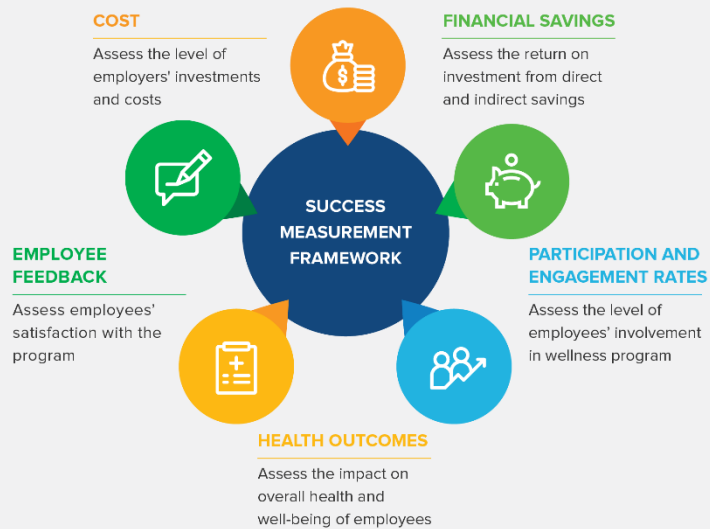 COST
Assess the level of
employers' investments
and costs
FINANCIAL SAVINGS
Assess the return on
investment from direct
and indirect savings
$
SUCCESS
MEASUREMENT
FRAMEWORK
EMPLOYEE
FEEDBACK
Assess employees'
satisfaction with the
program
PARTICIPATION AND
ENGAGEMENT RATES
Assess the level of
employees' involvement
in wellness program
HEALTH OUTCOMES
Assess the impact on
overall health and
well-being of employees